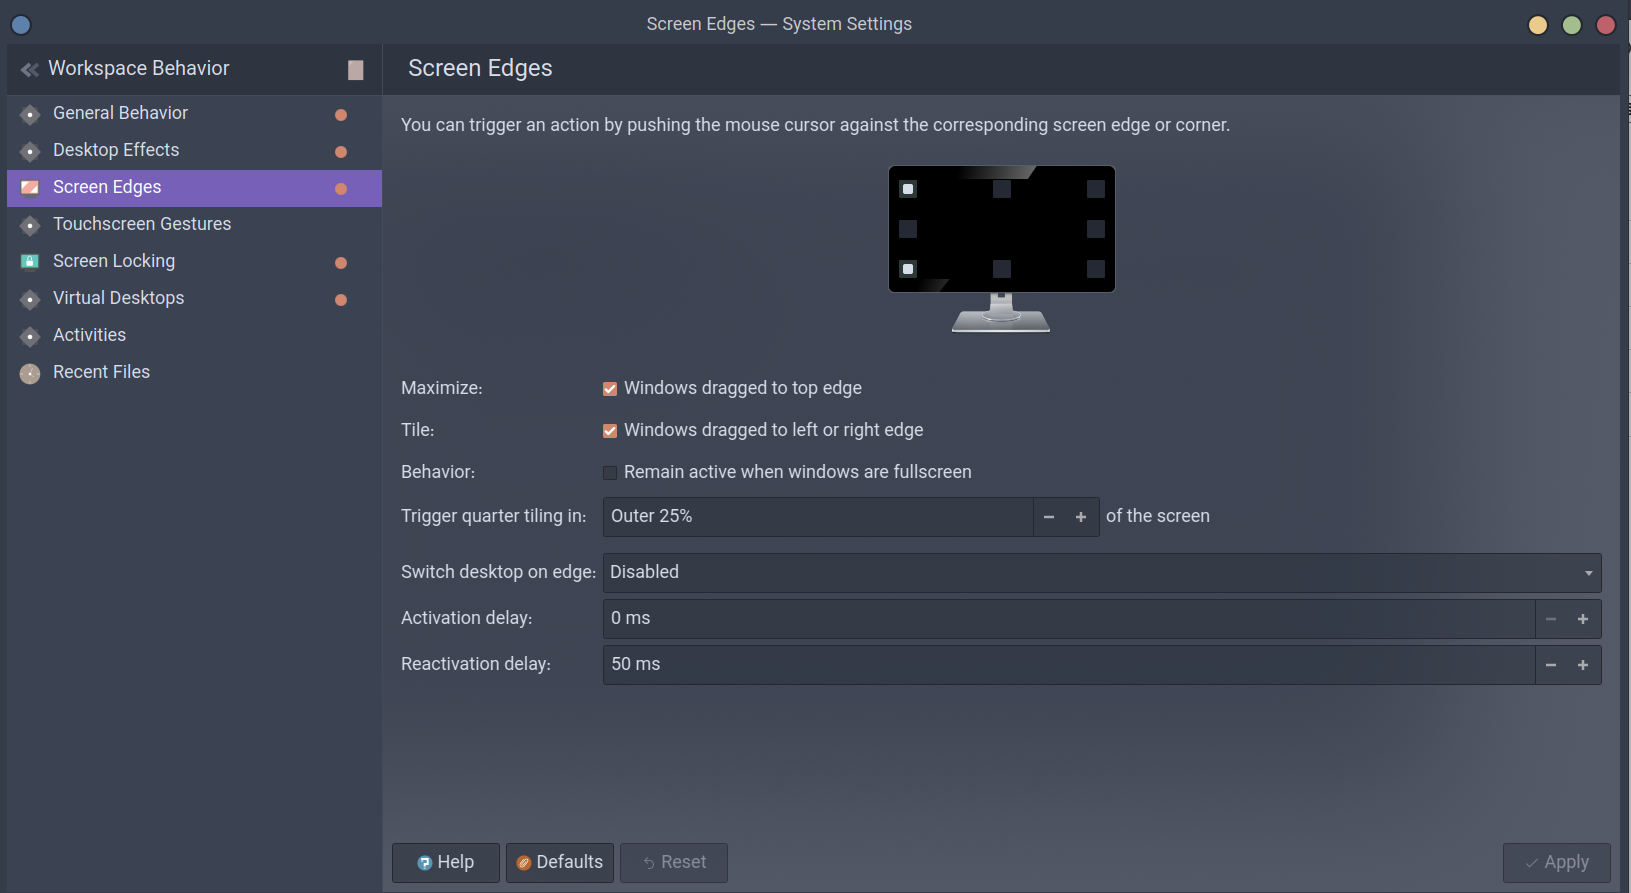 Screen Edges — System Settings
Workspace Behavior
Screen Edges
General Behavior
Desktop Effects
Screen Edges
Touchscreen Gestures
Screen Locking
Virtual Desktops
Activities
Recent Files
You can trigger an action by pushing the mouse cursor against the corresponding screen edge or corner.
Maximize: Windows dragged to top edge
Tile: Windows dragged to left or right edge
Behavior: Remain active when windows are fullscreen
Trigger quarter tiling in: Outer 25% of the screen
Switch desktop on edge: Disabled
Activation delay: 0 ms
Reactivation delay: 50 ms
Help Defaults Reset Apply